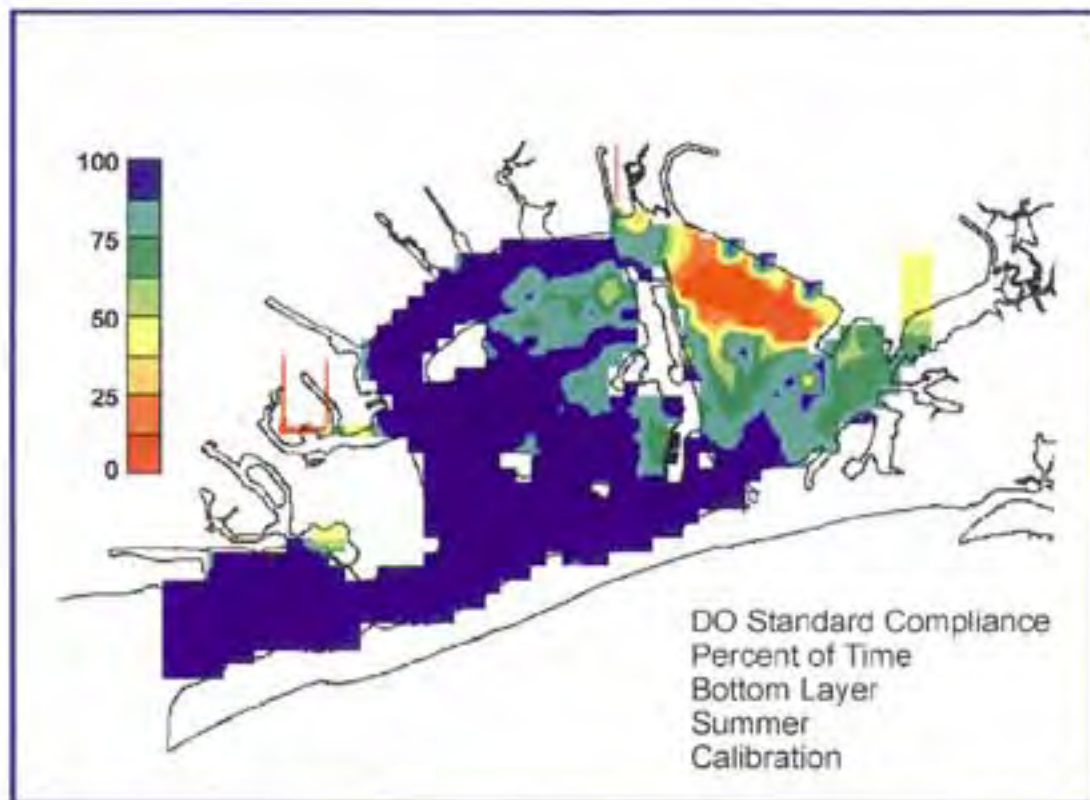 100
75
50
25
0
DO Standard Compliance
Percent of Time
Bottom Layer
Summer
Calibration